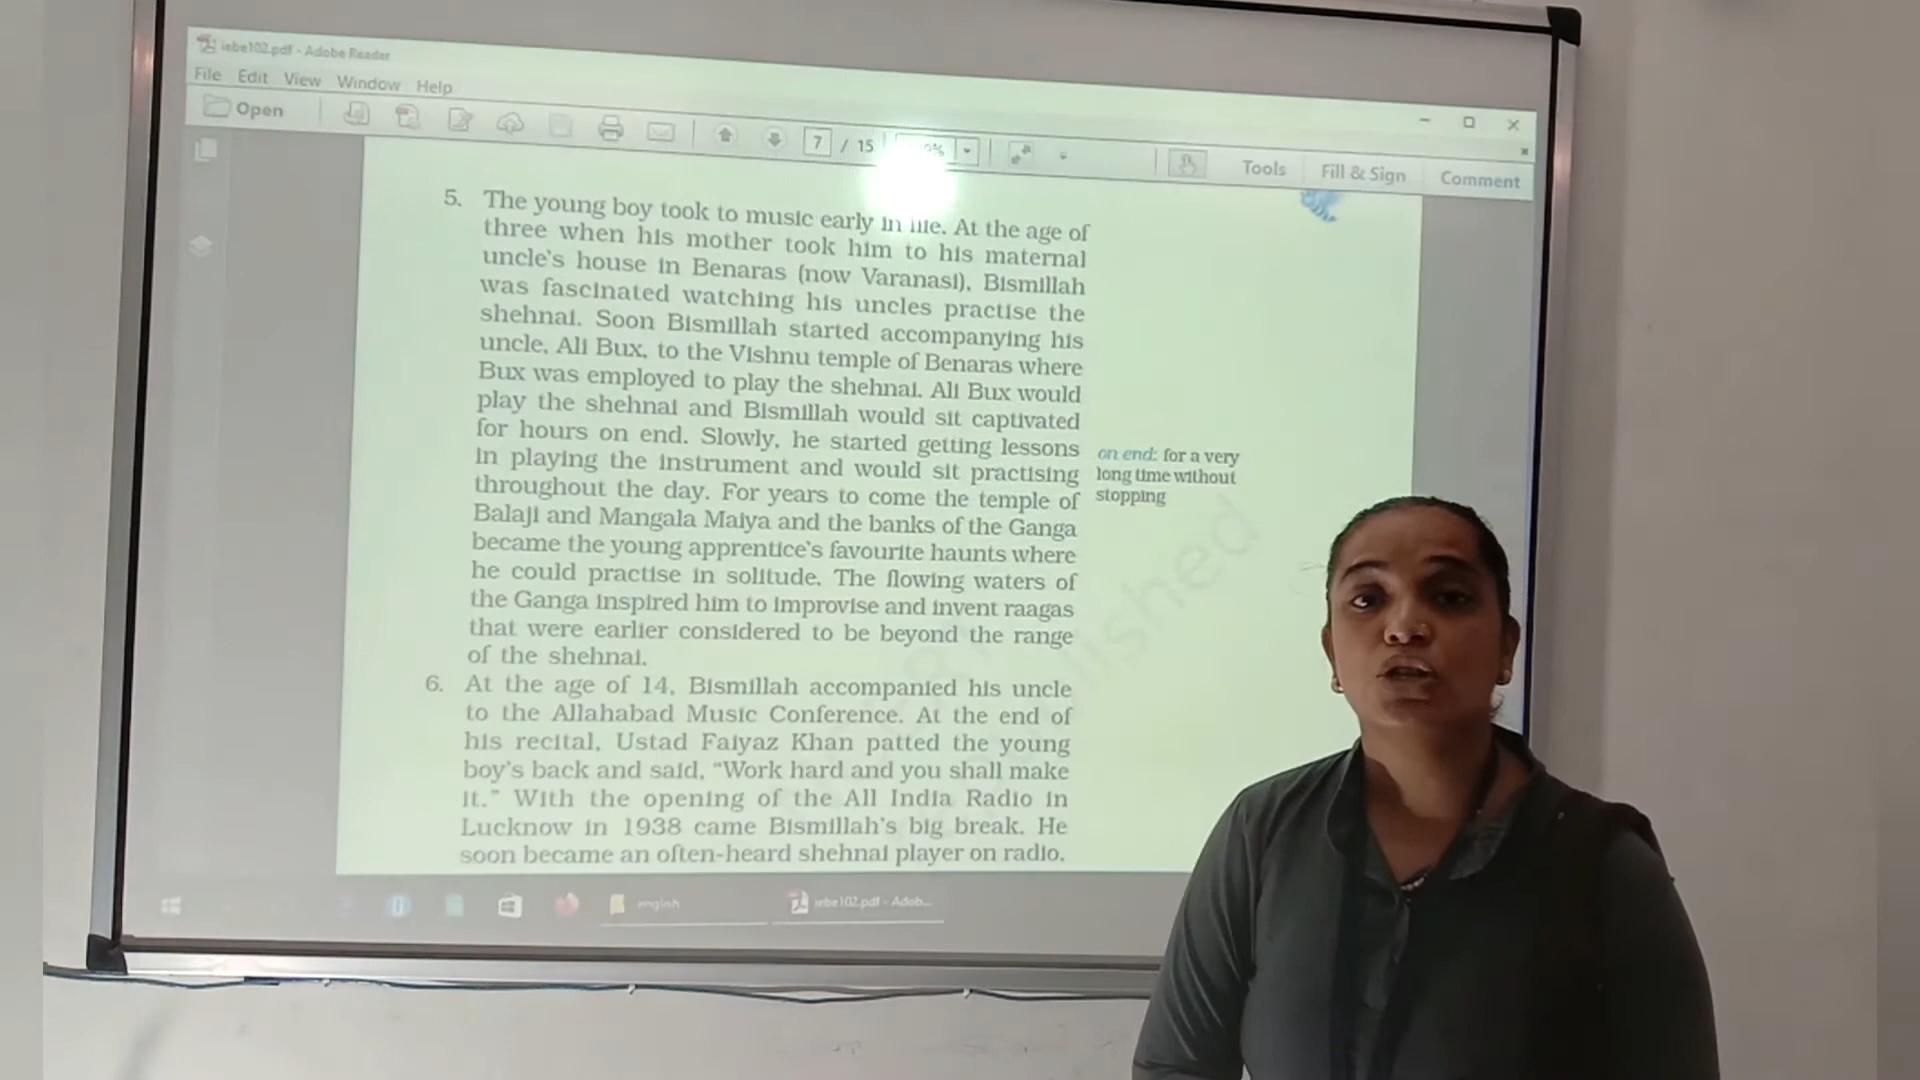 iebe102.pdf - Adobe Reader
File Edit View Window Help
Open 7 / 15 Tools Fill & Sign Comment
5. The young boy took to music early in life. At the age of
three when his mother took him to his maternal
uncle's house in Benaras (now Varanasi), Bismillah
was fascinated watching his uncles practise the
shehnai. Soon Bismillah started accompanying his
uncle, Ali Bux, to the Vishnu temple of Benaras where
Bux was employed to play the shehnai. Ali Bux would
play the shehnai and Bismillah would sit captivated
for hours on end. Slowly, he started getting lessons
in playing the instrument and would sit practising
throughout the day. For years to come the temple of
Balaji and Mangala Maiya and the banks of the Ganga
became the young apprentice's favourite haunts where
he could practise in solitude. The flowing waters of
the Ganga inspired him to improvise and invent raagas
that were earlier considered to be beyond the range
of the shehnai.
on end: for a very
long time without
stopping
6. At the age of 14, Bismillah accompanied his uncle
to the Allahabad Music Conference. At the end of
his recital, Ustad Faiyaz Khan patted the young
boy's back and said, "Work hard and you shall make
it." With the opening of the All India Radio in
Lucknow in 1938 came Bismillah's big break. He
soon became an often-heard shehnai player on radio.
english
iebe102.pdf - Adob...